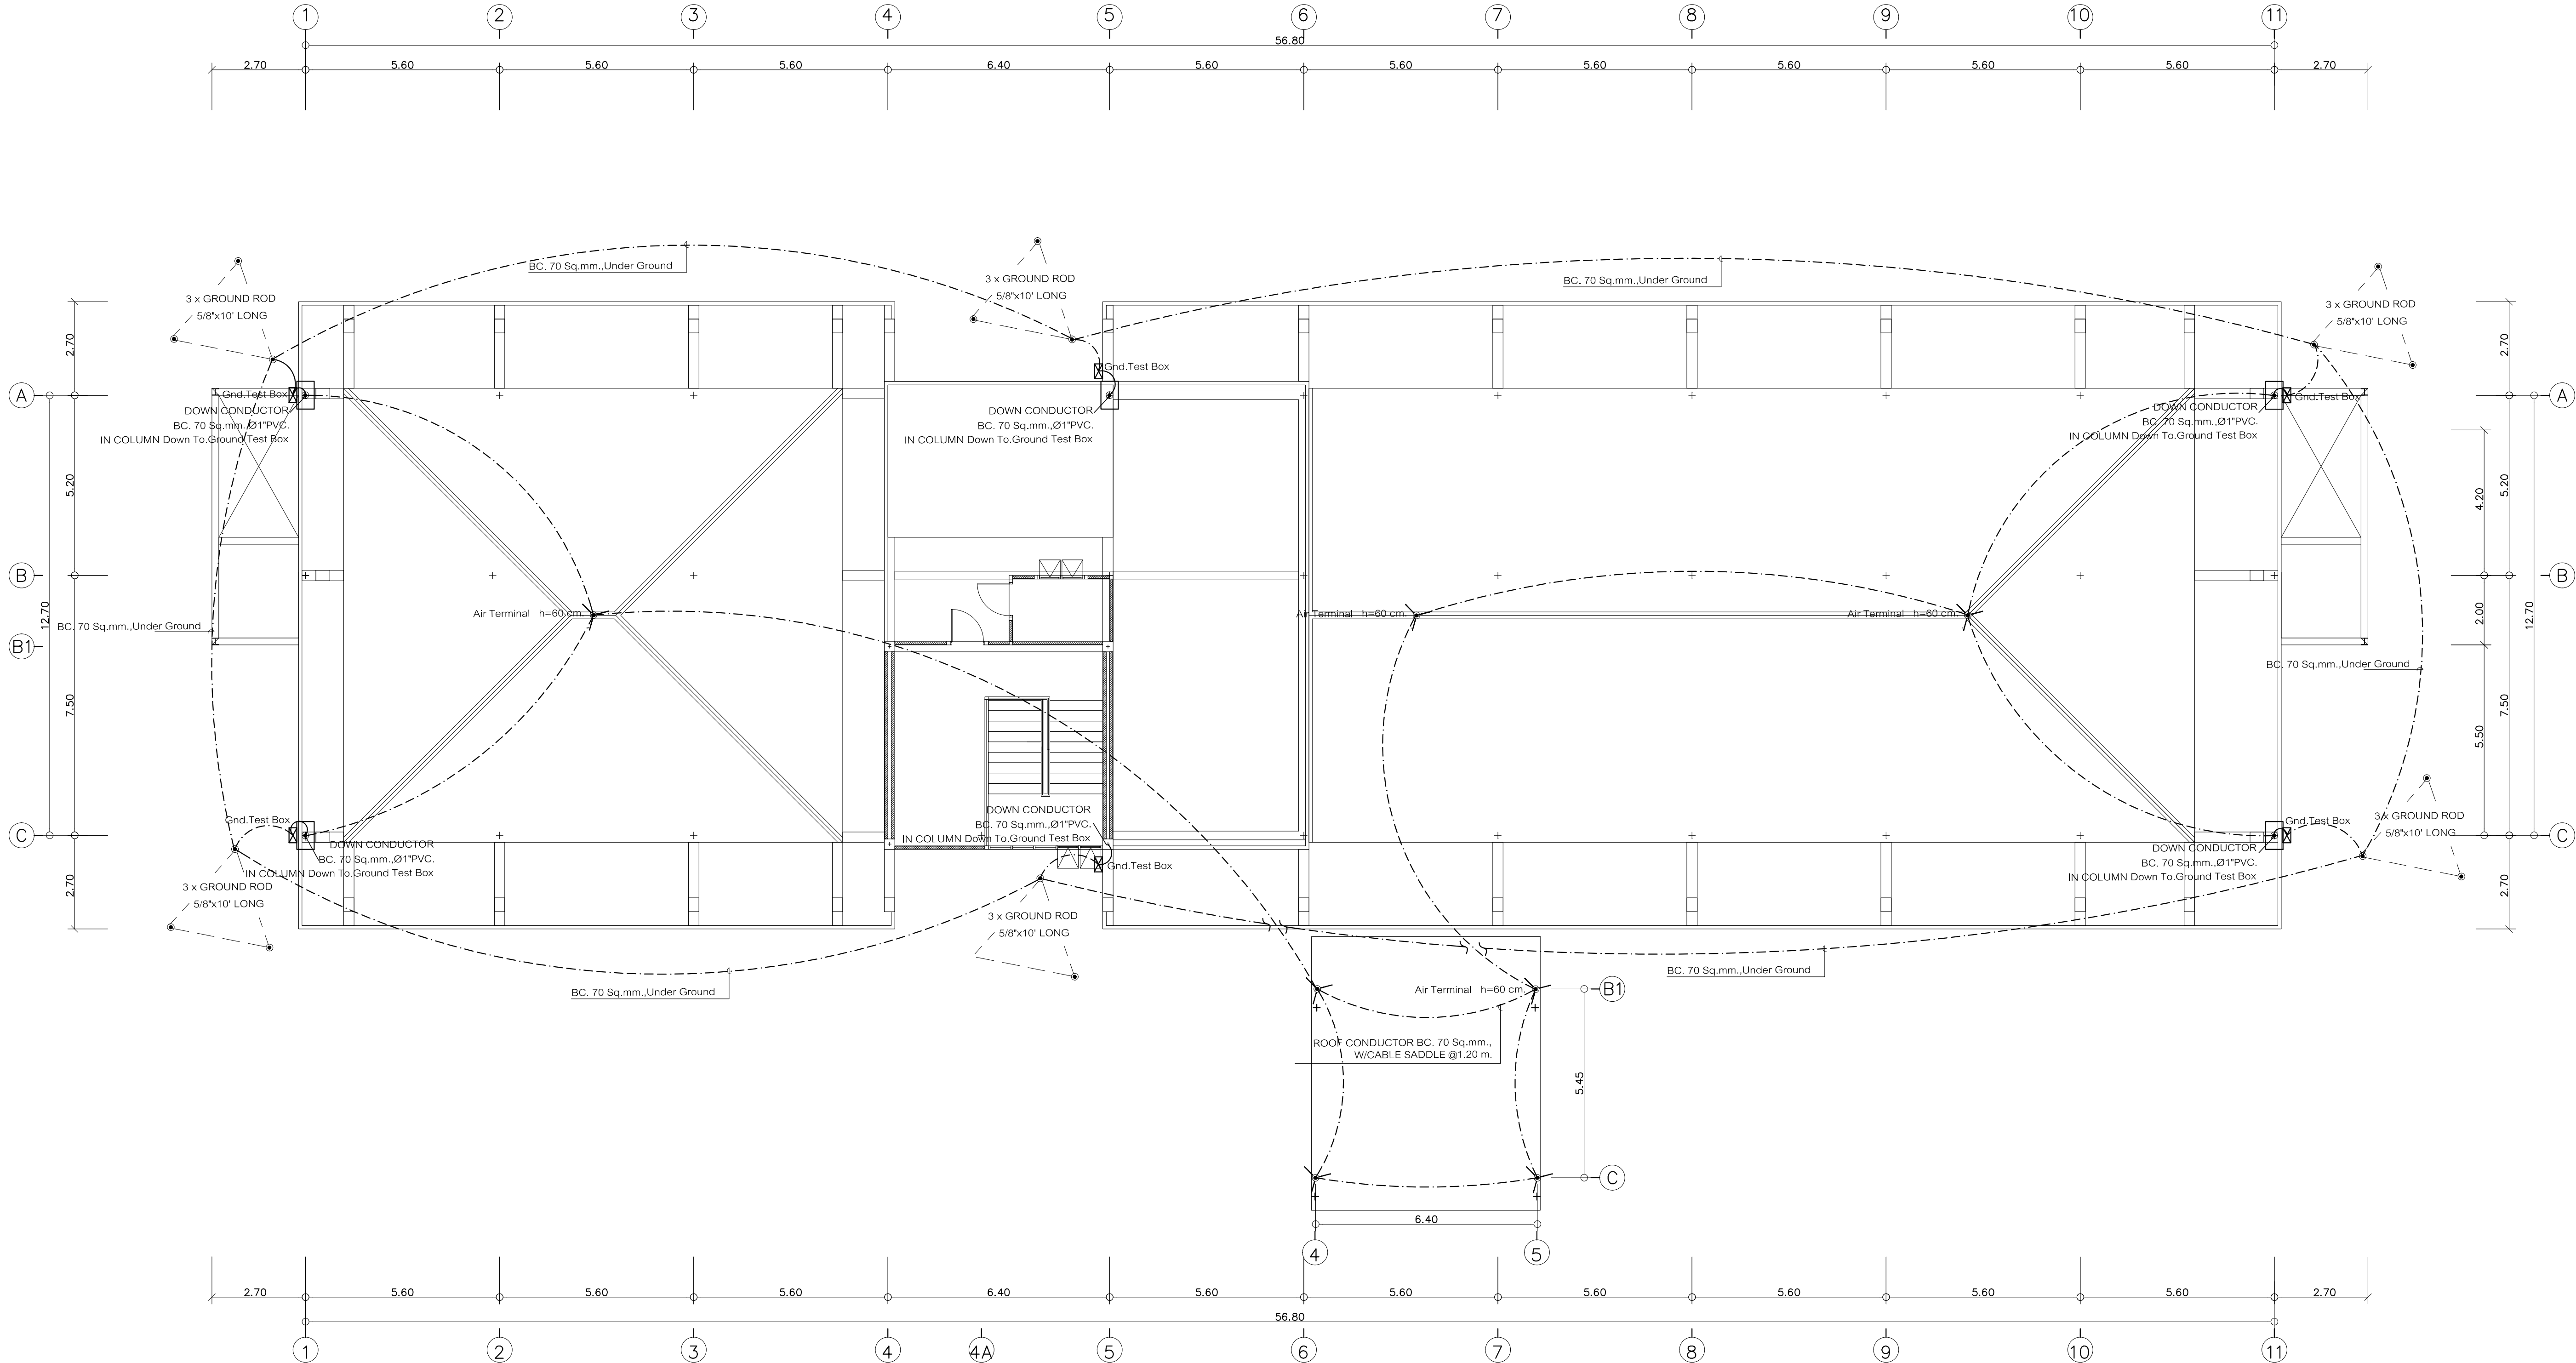 1 2 3 4 5 6 7 8 9 10 11
56.80
2.70 5.60 5.60 5.60 6.40 5.60 5.60 5.60 5.60 5.60 5.60 2.70
BC. 70 Sq.mm.,Under Ground
3 x GROUND ROD
5/8"x10' LONG
3 x GROUND ROD
5/8"x10' LONG
BC. 70 Sq.mm.,Under Ground
3 x GROUND ROD
5/8"x10' LONG
2.70
2.70
A
Gnd.Test Box
DOWN CONDUCTOR
BC. 70 Sq.mm.,Ø1"PVC.
IN COLUMN Down To.Ground Test Box
Gnd.Test Box
DOWN CONDUCTOR
BC. 70 Sq.mm.,Ø1"PVC.
IN COLUMN Down To.Ground Test Box
Gnd.Test Box
DOWN CONDUCTOR
BC. 70 Sq.mm.,Ø1"PVC.
IN COLUMN Down To.Ground Test Box
A
5.20
4.20
5.20
B
B
12.70
Air Terminal h=60 cm.
Air Terminal h=60 cm.
Air Terminal h=60 cm.
2.00
12.70
BC. 70 Sq.mm.,Under Ground
B1
BC. 70 Sq.mm.,Under Ground
7.50
5.50
7.50
C
Gnd.Test Box
DOWN CONDUCTOR
BC. 70 Sq.mm.,Ø1"PVC.
IN COLUMN Down To.Ground Test Box
3 x GROUND ROD
5/8"x10' LONG
DOWN CONDUCTOR
BC. 70 Sq.mm.,Ø1"PVC.
IN COLUMN Down To.Ground Test Box
Gnd.Test Box
3 x GROUND ROD
5/8"x10' LONG
Gnd.Test Box
DOWN CONDUCTOR
BC. 70 Sq.mm.,Ø1"PVC.
IN COLUMN Down To.Ground Test Box
3 x GROUND ROD
5/8"x10' LONG
C
2.70
2.70
BC. 70 Sq.mm.,Under Ground
BC. 70 Sq.mm.,Under Ground
Air Terminal h=60 cm.
B1
ROOF CONDUCTOR BC. 70 Sq.mm.,
W/CABLE SADDLE @1.20 m.
5.45
C
6.40
4 5
2.70 5.60 5.60 5.60 6.40 5.60 5.60 5.60 5.60 5.60 5.60 2.70
56.80
1 2 3 4 4A 5 6 7 8 9 10 11